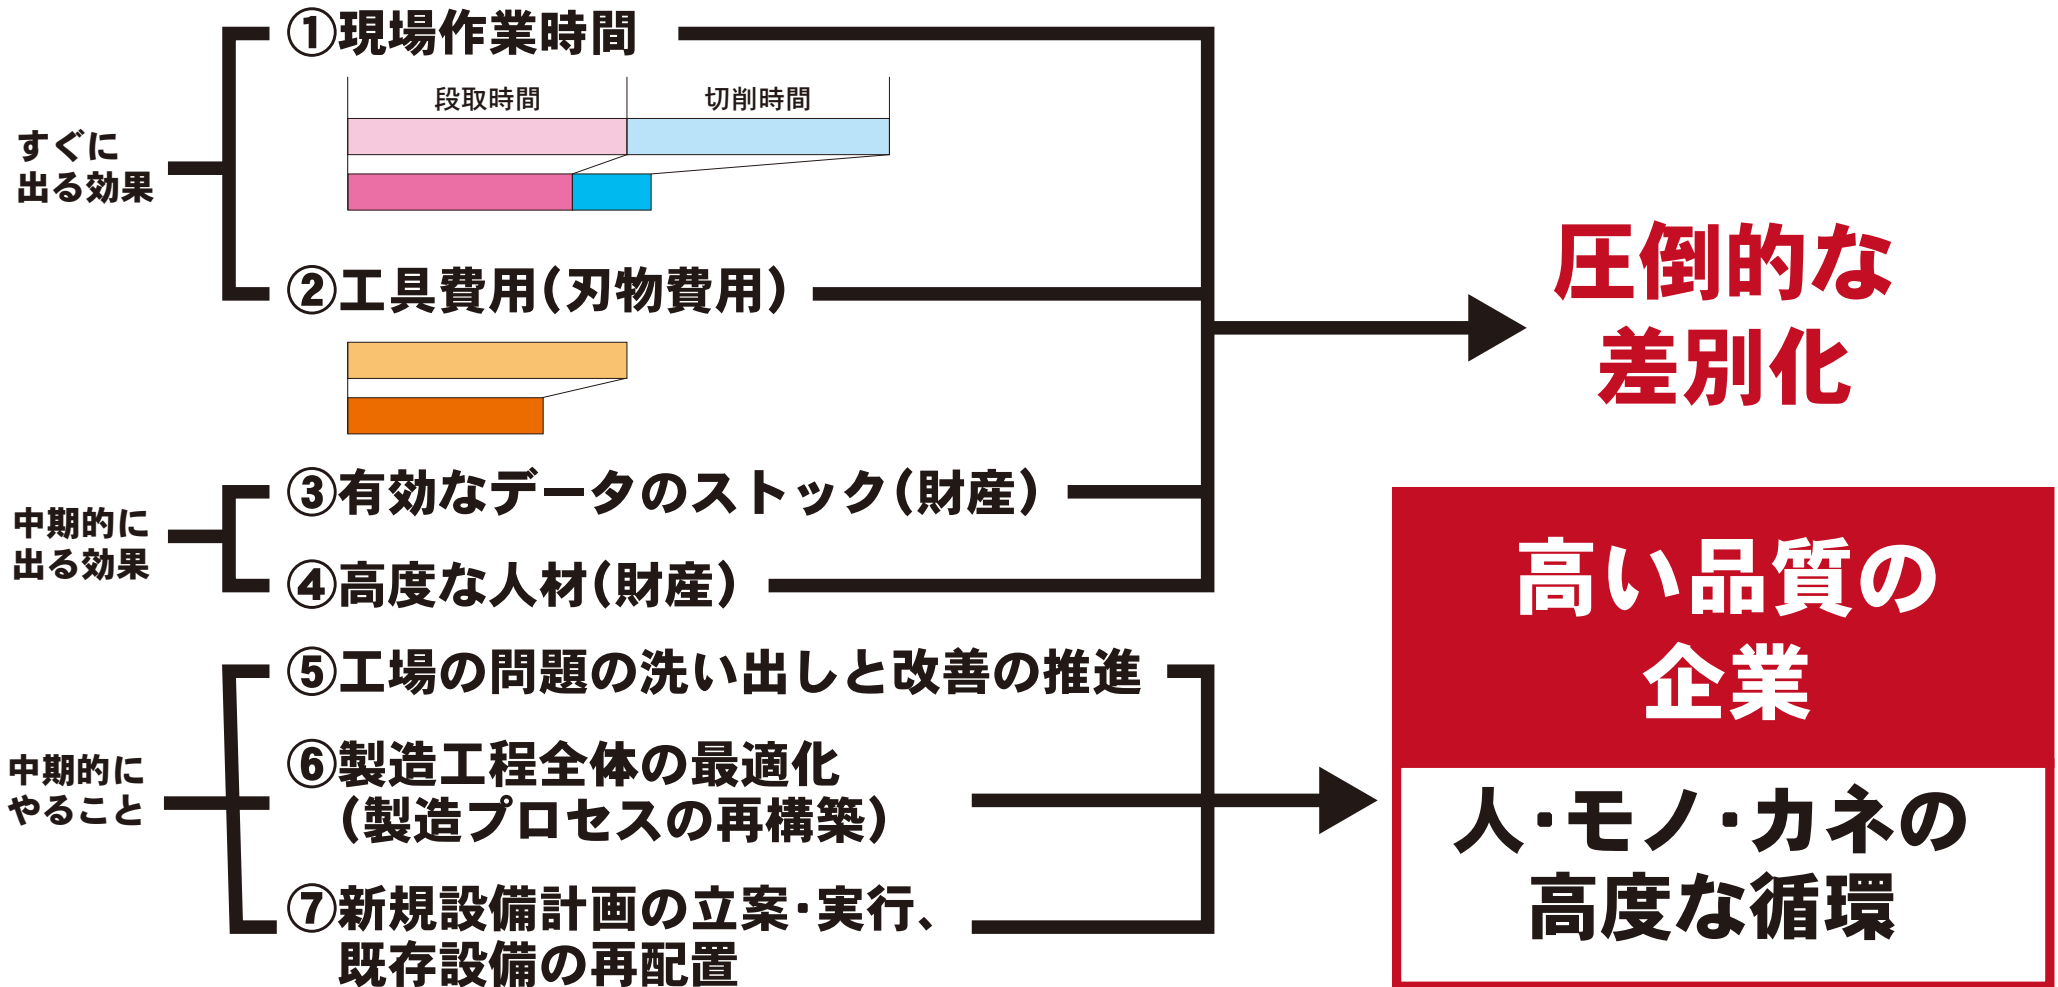 すぐに
出る効果
①現場作業時間
段取時間
切削時間
②工具費用(刃物費用)
中期的に
出る効果
③有効なデータのストック(財産)
④高度な人材(財産)
中期的に
やること
⑤工場の問題の洗い出しと改善の推進
⑥製造工程全体の最適化
(製造プロセスの再構築)
⑦新規設備計画の立案・実行、
既存設備の再配置
圧倒的な
差別化
高い品質の
企業
人・モノ・カネの
高度な循環